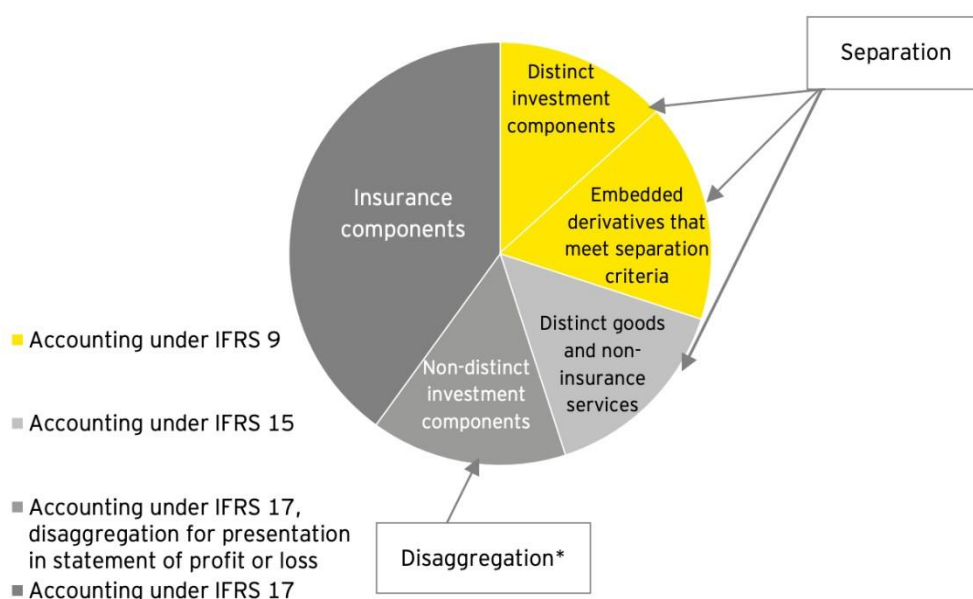 Separation
Distinct
investment
components
Embedded
derivatives that
meet separation
criteria
Insurance
components
Distinct goods
and non-
insurance
services
Non-distinct
investment
components
Accounting under IFRS 9
Accounting under IFRS 15
Accounting under IFRS 17,
disaggregation for presentation
in statement of profit or loss
Accounting under IFRS 17
Disaggregation*